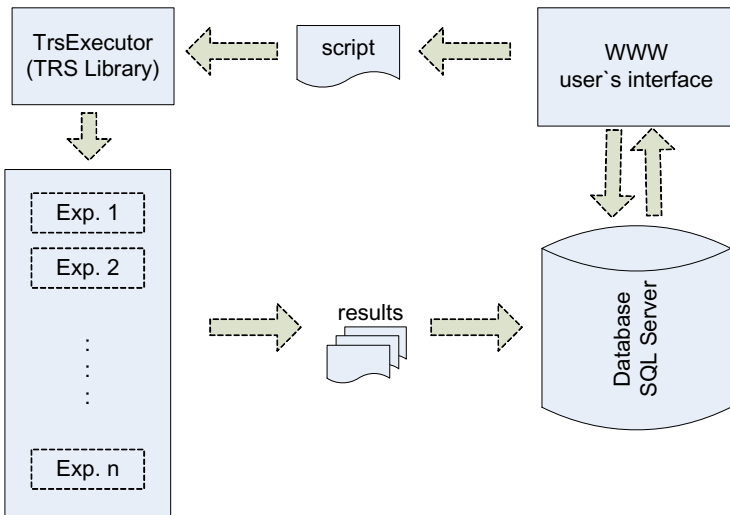 TrsExecutor
(TRS Library)
script
WWW
user`s interface
Exp. 1
Exp. 2
.
.
.
Exp. n
results
Database
SQL Server